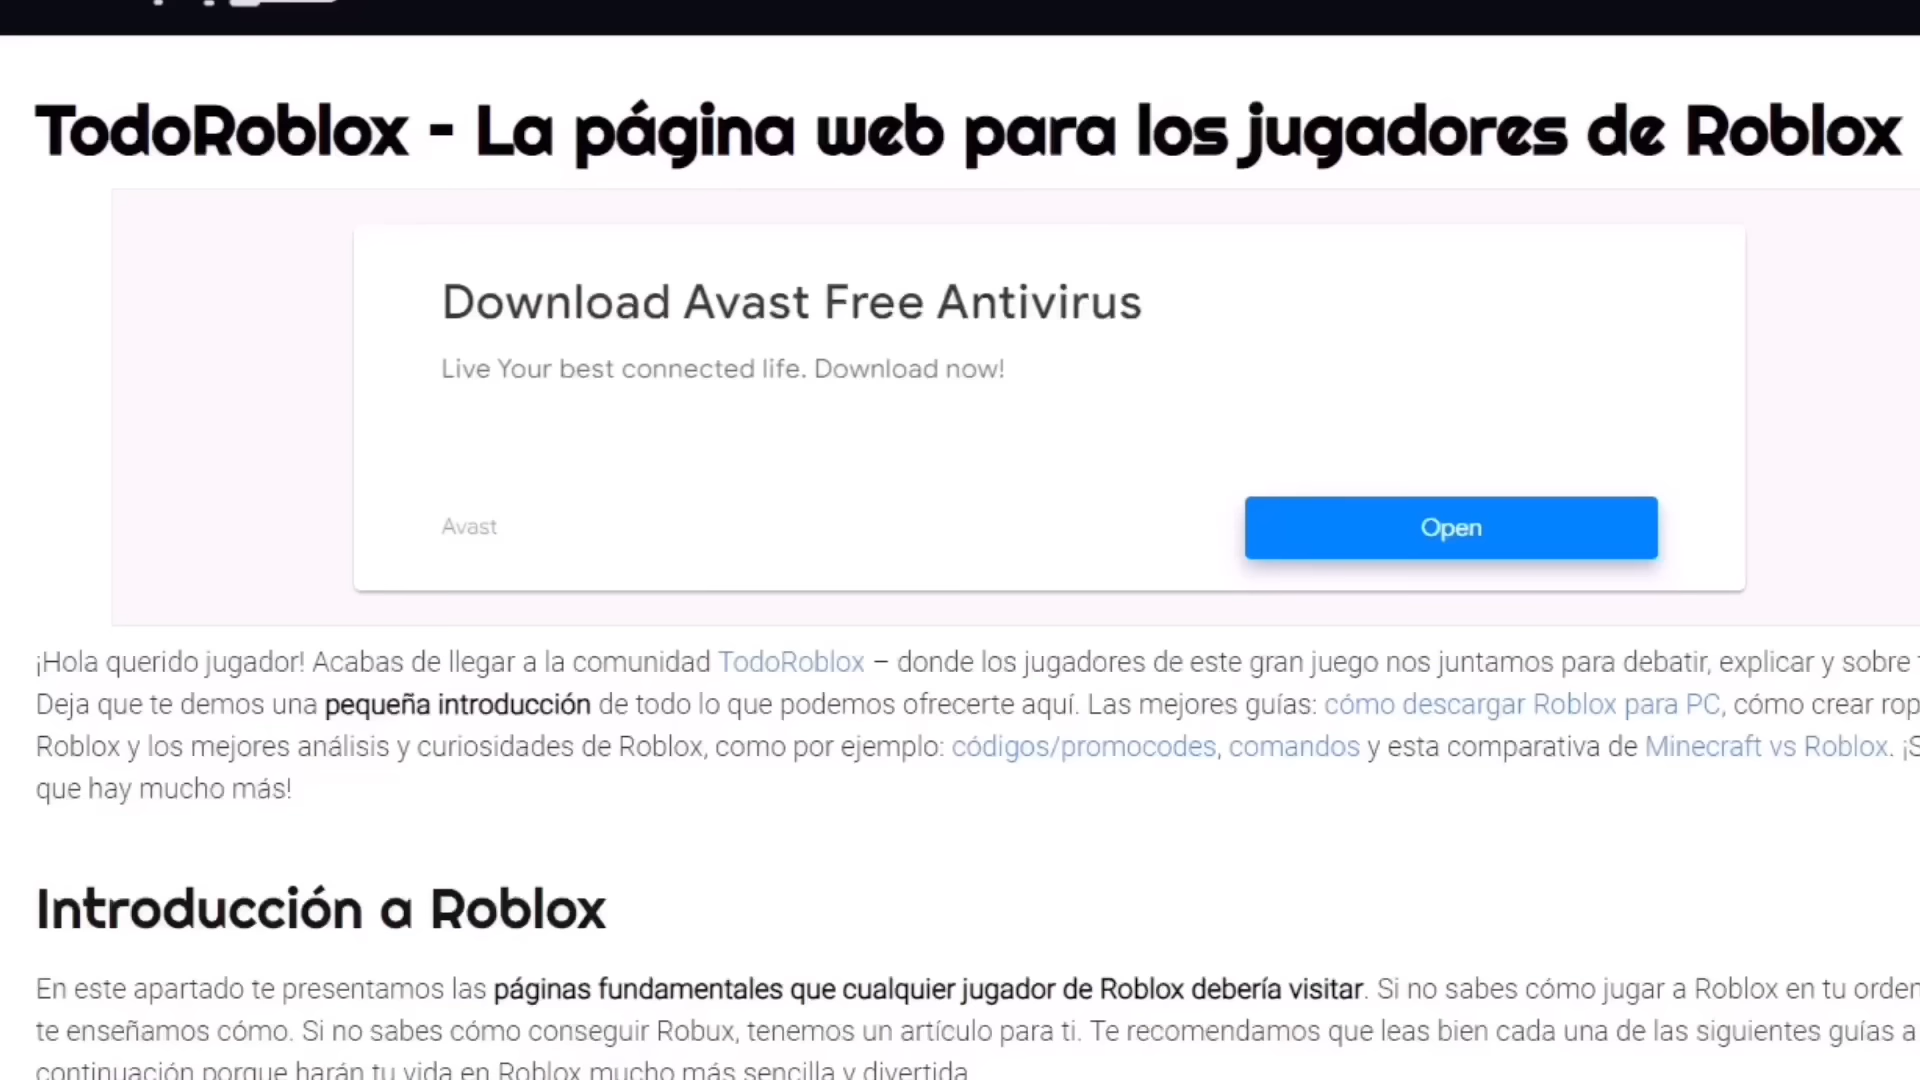 TodoRoblox - La página web para los jugadores de Roblox
Download Avast Free Antivirus
Live Your best connected life. Download now!
Avast
Open
¡Hola querido jugador! Acabas de llegar a la comunidad TodoRoblox – donde los jugadores de este gran juego nos juntamos para debatir, explicar y sobre
Deja que te demos una pequeña introducción de todo lo que podemos ofrecerte aquí. Las mejores guías: cómo descargar Roblox para PC, cómo crear rop
Roblox y los mejores análisis y curiosidades de Roblox, como por ejemplo: códigos/promocodes, comandos y esta comparativa de Minecraft vs Roblox. ¡S
que hay mucho más!
Introducción a Roblox
En este apartado te presentamos las páginas fundamentales que cualquier jugador de Roblox debería visitar. Si no sabes cómo jugar a Roblox en tu orden
te enseñamos cómo. Si no sabes cómo conseguir Robux, tenemos un artículo para ti. Te recomendamos que leas bien cada una de las siguientes guías a
continuación porque harán tu vida en Roblox mucho más sencilla y divertida